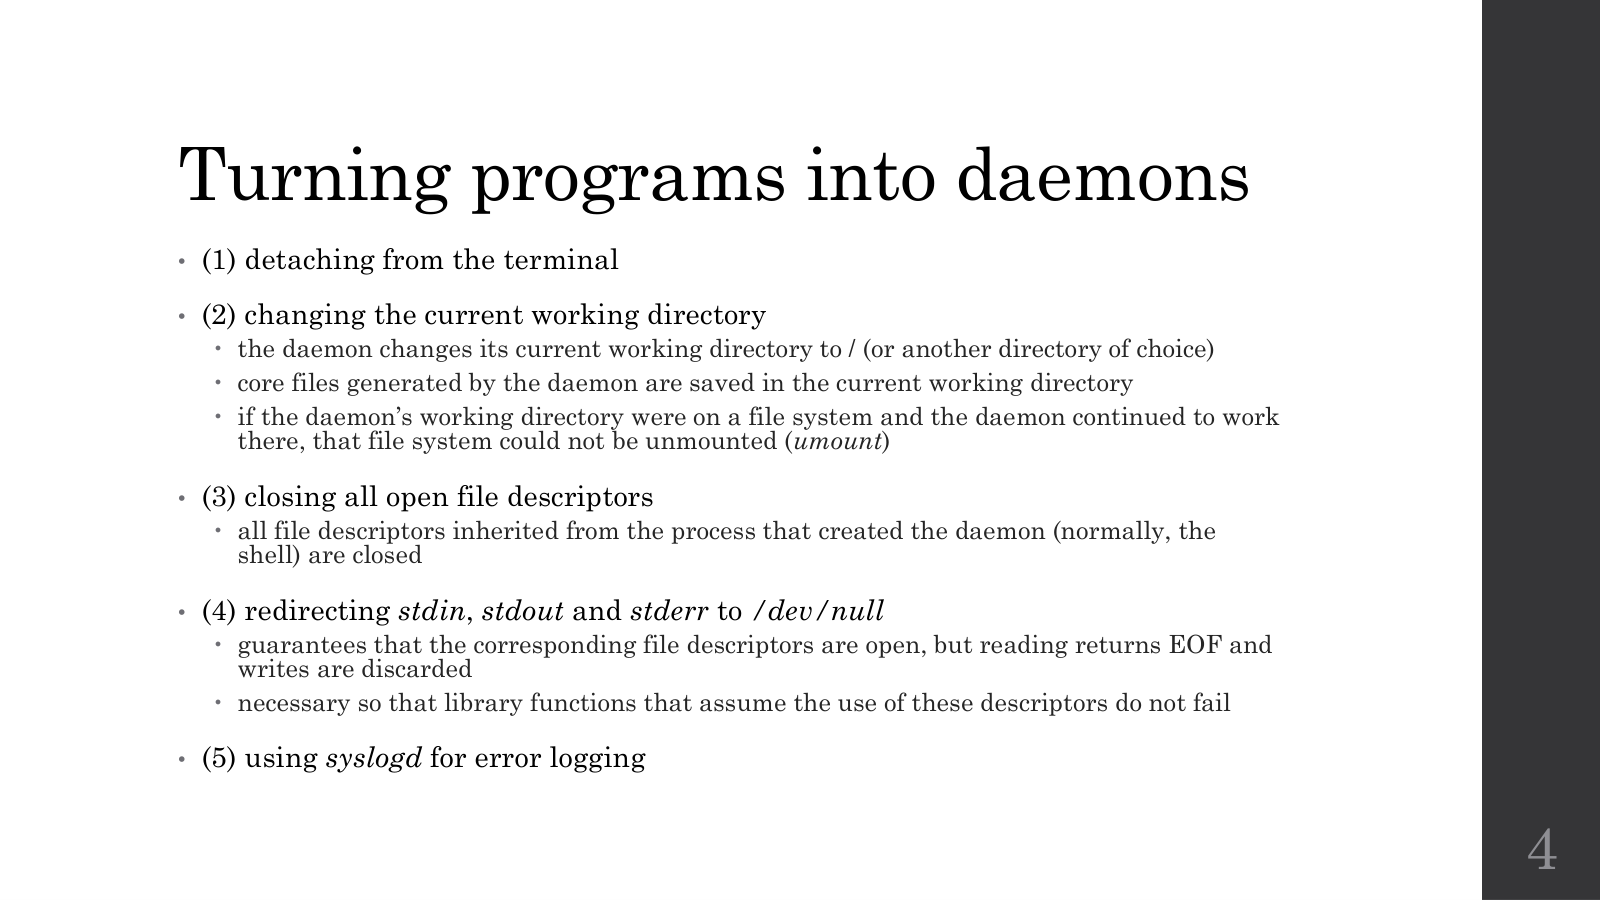 Turning programs into daemons
• (1) detaching from the terminal
• (2) changing the current working directory
• the daemon changes its current working directory to / (or another directory of choice)
• core files generated by the daemon are saved in the current working directory
• if the daemon’s working directory were on a file system and the daemon continued to work
there, that file system could not be unmounted (umount)
• (3) closing all open file descriptors
• all file descriptors inherited from the process that created the daemon (normally, the
shell) are closed
• (4) redirecting stdin, stdout and stderr to /dev/null
• guarantees that the corresponding file descriptors are open, but reading returns EOF and
writes are discarded
• necessary so that library functions that assume the use of these descriptors do not fail
• (5) using syslogd for error logging
4